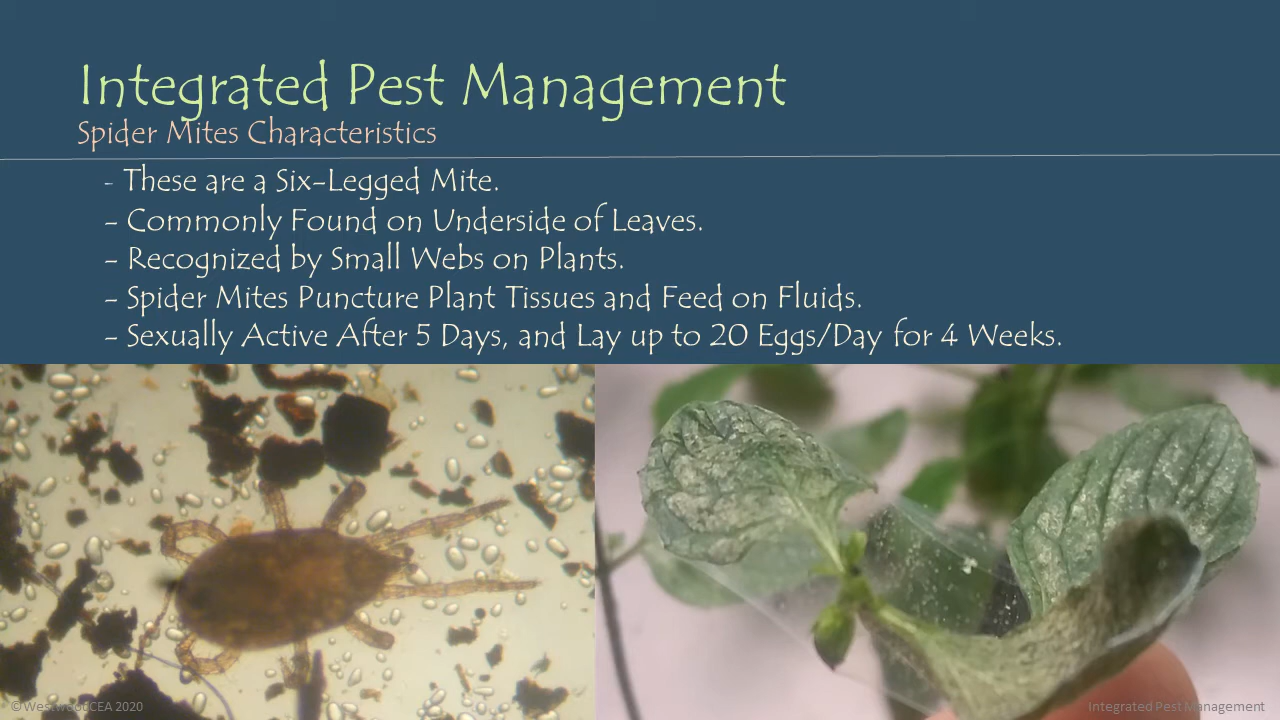 Integrated Pest Management
Spider Mites Characteristics
- These are a Six-Legged Mite.
- Commonly Found on Underside of Leaves.
- Recognized by Small Webs on Plants.
- Spider Mites Puncture Plant Tissues and Feed on Fluids.
- Sexually Active After 5 Days, and Lay up to 20 Eggs/Day for 4 Weeks.
2020
Integrated Pest Management